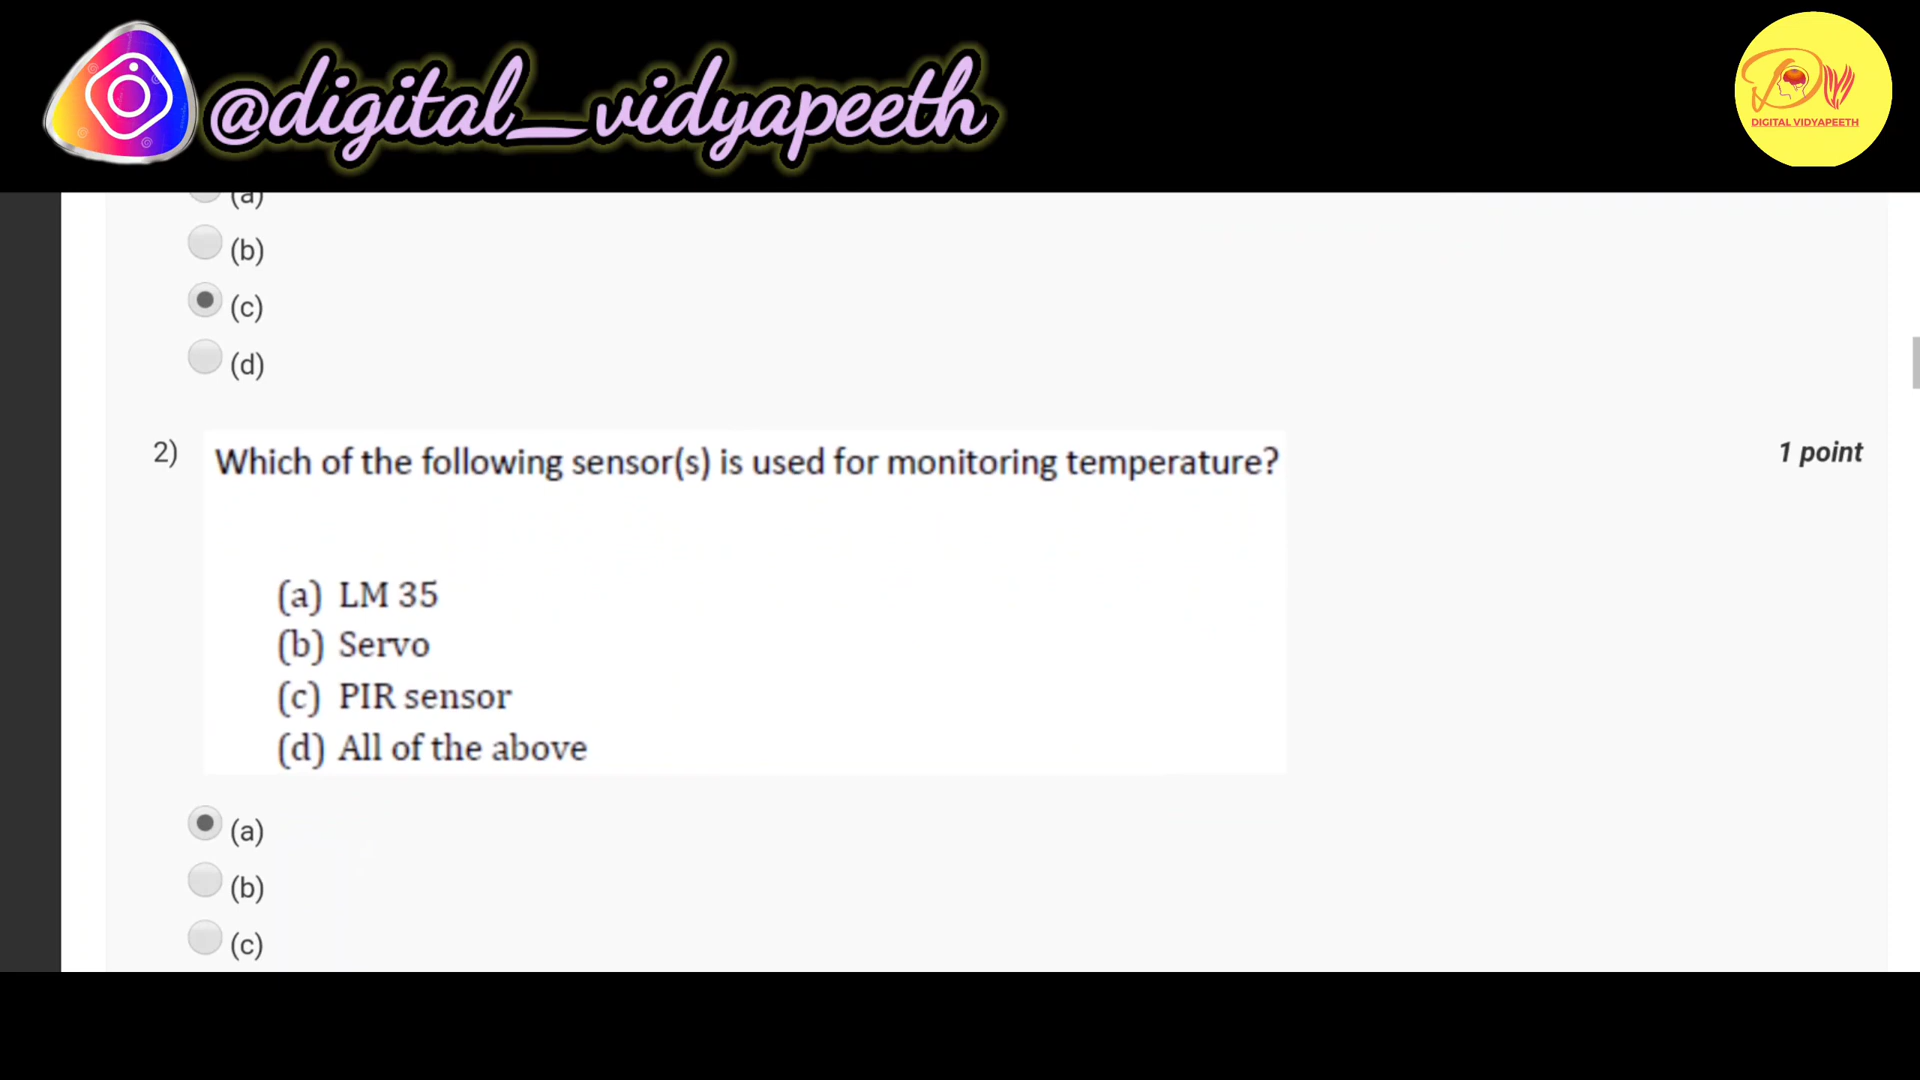 @digital_vidyapeeth
DV
DIGITAL VIDYAPEETH
(a)
(b)
(c)
(d)
2) Which of the following sensor(s) is used for monitoring temperature? 1 point
(a) LM 35
(b) Servo
(c) PIR sensor
(d) All of the above
(a)
(b)
(c)